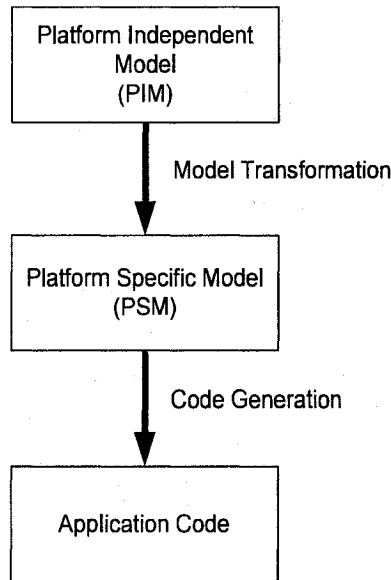 Platform Independent
Model
(PIM)
Model Transformation
Platform Specific Model
(PSM)
Code Generation
Application Code